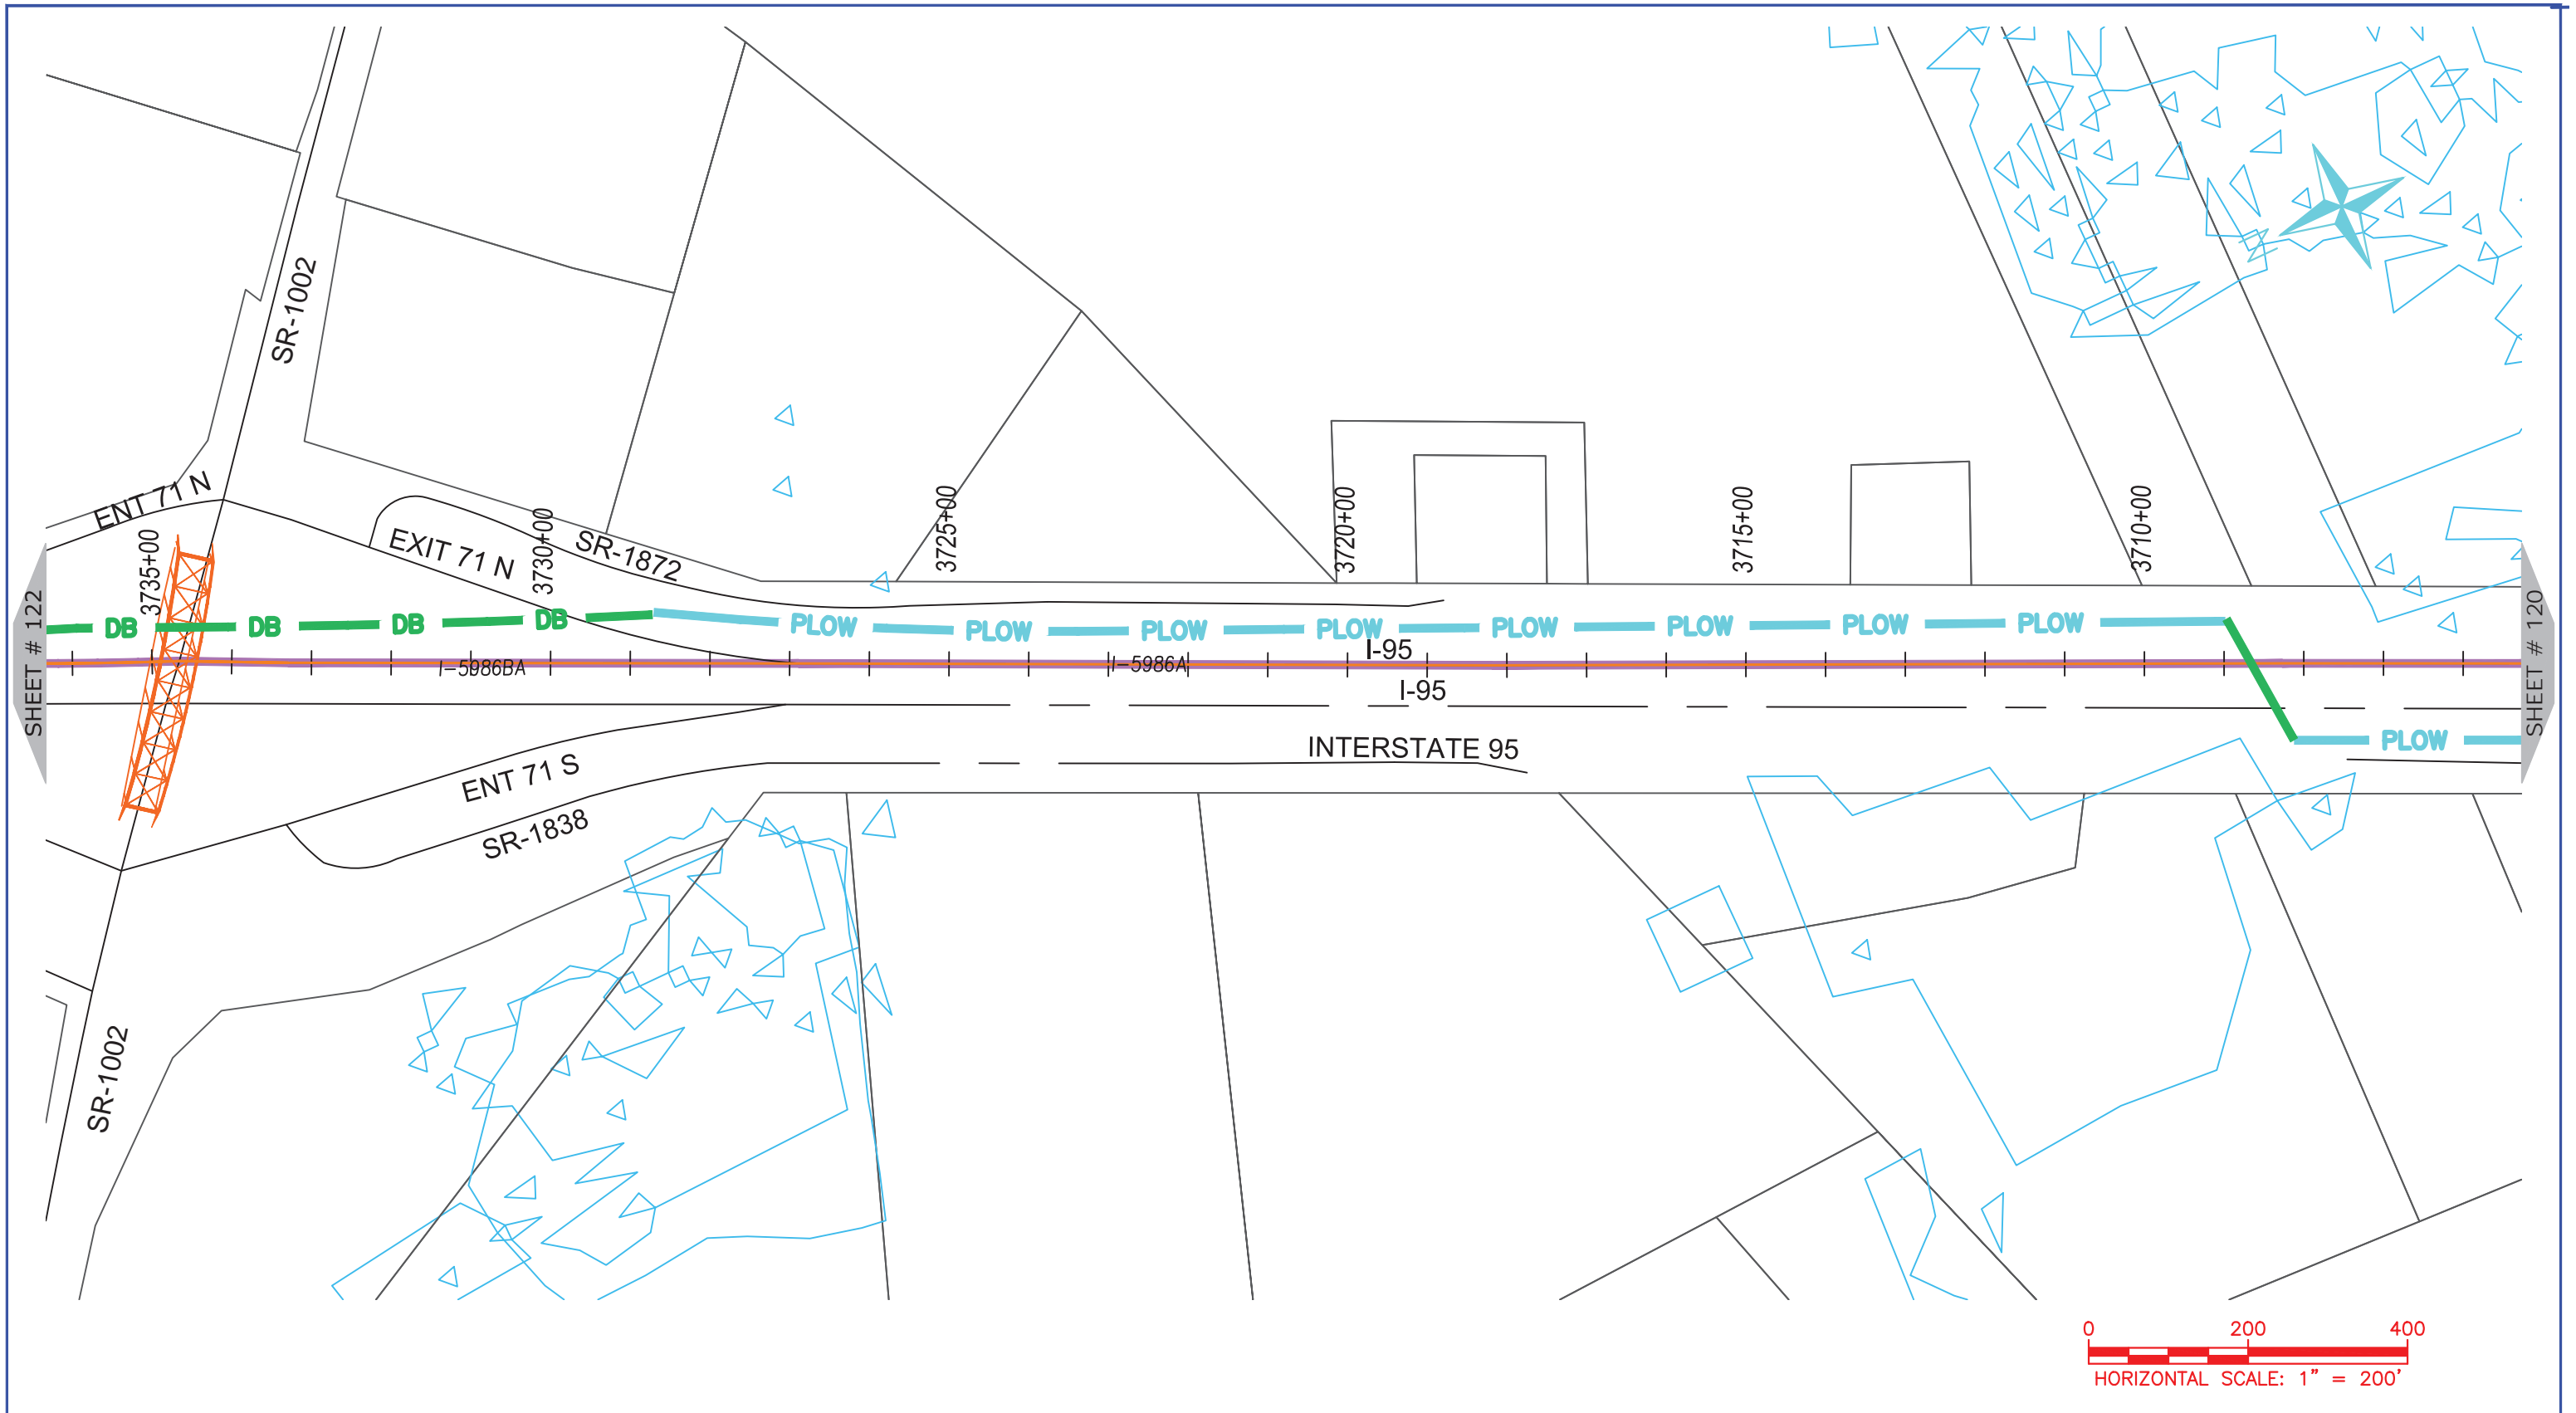 SR-1002
ENT 71 N
3735+00
EXIT 71 N
3730+00
SR-1872
3725+00
3720+00
3715+00
3710+00
N
SHEET # 122
DB
DB
DB
DB
PLOW
PLOW
PLOW
PLOW
PLOW
PLOW
PLOW
PLOW
SHEET # 120
I-95
I-5986BA
I-5986A
I-95
INTERSTATE 95
PLOW
ENT 71 S
SR-1838
SR-1002
0 200 400
HORIZONTAL SCALE: 1" = 200'